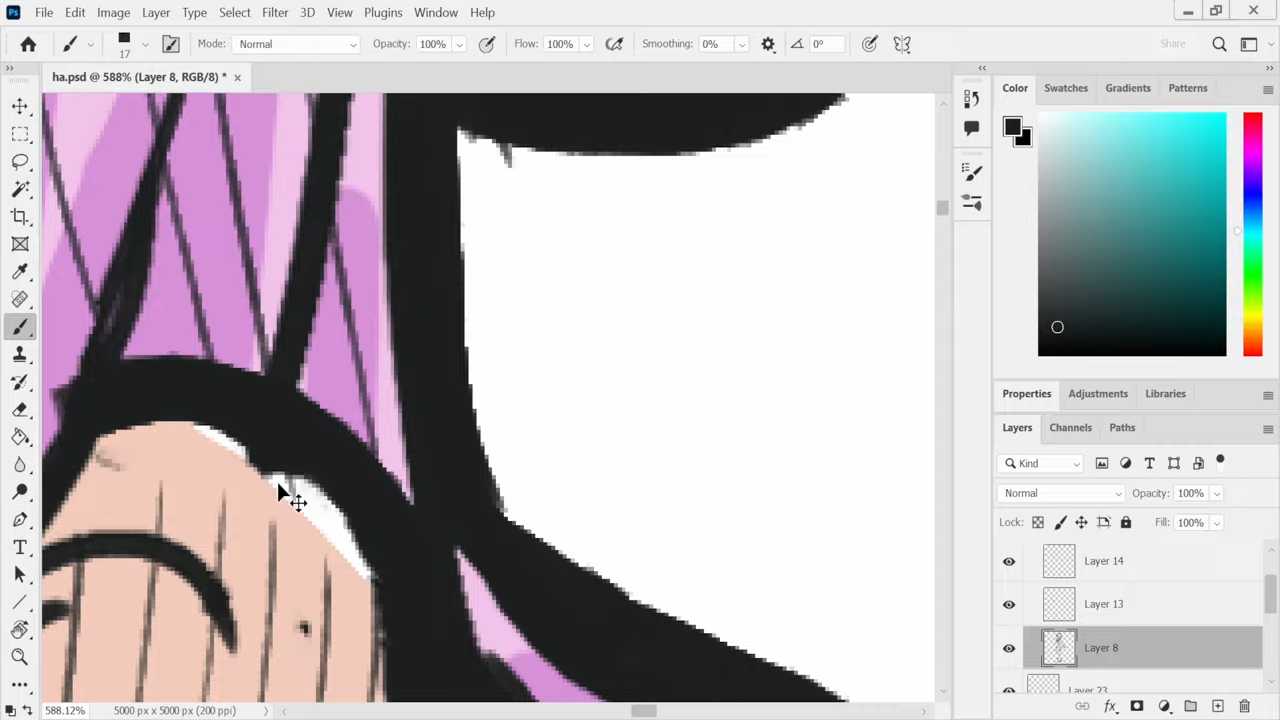 Ps File Edit Image Layer Type Select Filter 3D View Plugins Window Help
17 Mode: Normal Opacity: 100% Flow: 100% Smoothing: 0% 0° Share
ha.psd @ 588% (Layer 8, RGB/8) *
Color Swatches Gradients Patterns
Properties Adjustments Libraries
Layers Channels Paths
Kind
Normal Opacity: 100%
Lock: Fill: 100%
Layer 14
Layer 13
Layer 8
Layer 23
588.12% 5000 px x 5000 px (200 ppi)